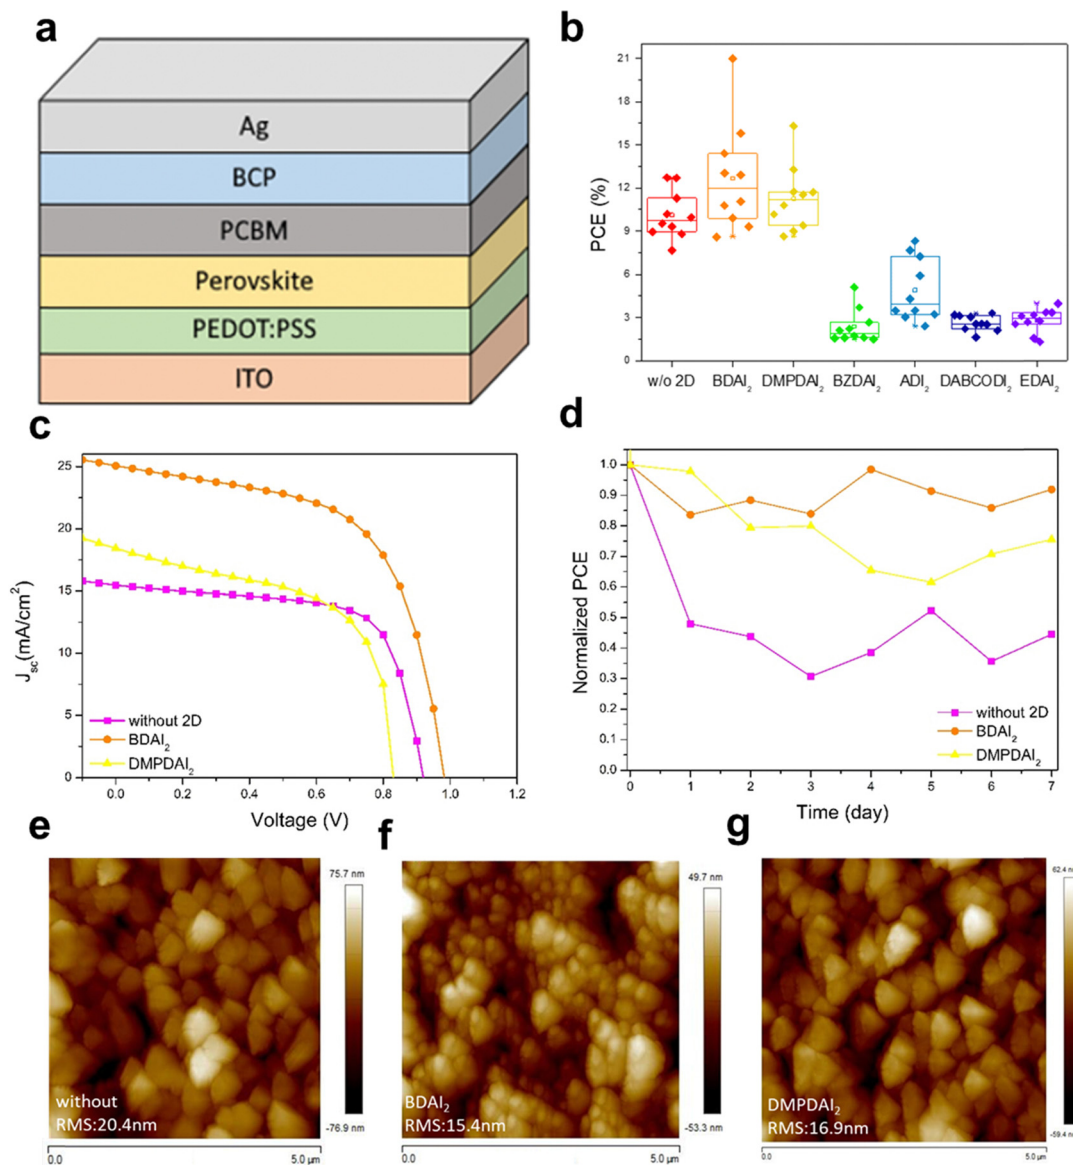 a
Ag
BCP
PCBM
Perovskite
PEDOT:PSS
ITO
b
PCE (%)
21
18
15
12
9
6
3
0
w/o 2D BDAI₂ DMPDAI₂ BZDAI₂ ADI₂ DABCODI₂ EDAI₂
c
J_sc(mA/cm²)
25
20
15
10
5
0
without 2D
BDAI₂
DMPDAI₂
0.0 0.2 0.4 0.6 0.8 1.0 1.2
Voltage (V)
d
Normalized PCE
1.0
0.9
0.8
0.7
0.6
0.5
0.4
0.3
0.2
0.1
0.0
without 2D
BDAI₂
DMPDAI₂
0 1 2 3 4 5 6 7
Time (day)
e
75.7 nm
-76.9 nm
without
RMS:20.4nm
0.0 5.0 µm
f
49.7 nm
-53.3 nm
BDAI₂
RMS:15.4nm
0.0 5.0 µm
g
62.4 nm
-59.4 nm
DMPDAI₂
RMS:16.9nm
0.0 5.0 µm